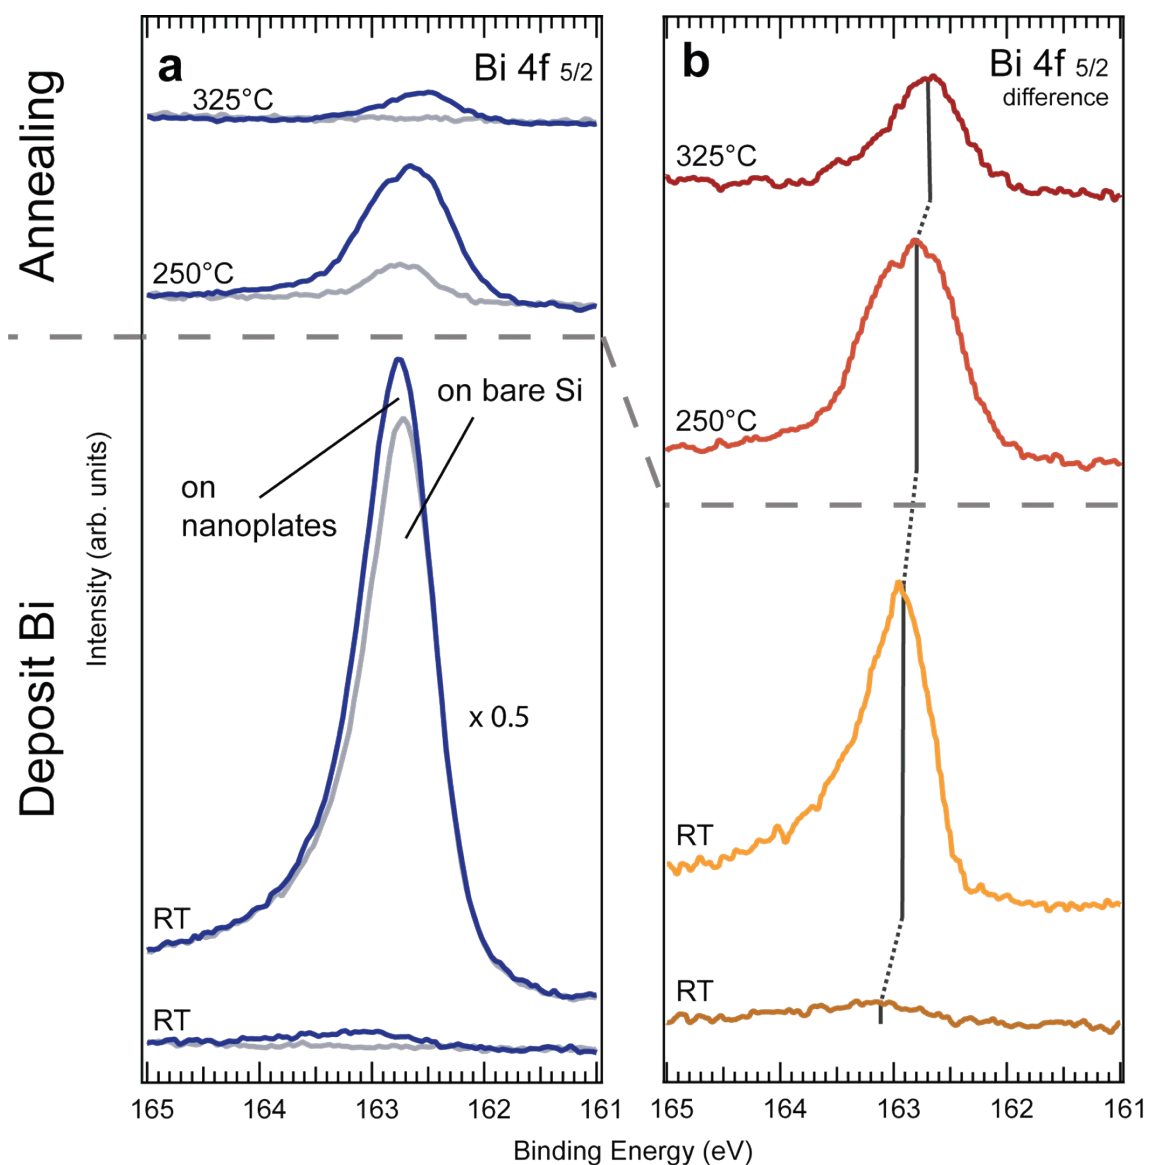 Annealing
Deposit Bi
Intensity (arb. units)
a
Bi 4f 5/2
325°C
250°C
on bare Si
on
nanoplates
x 0.5
RT
RT
165 164 163 162 161
b
Bi 4f 5/2
difference
325°C
250°C
RT
RT
165 164 163 162 161
Binding Energy (eV)